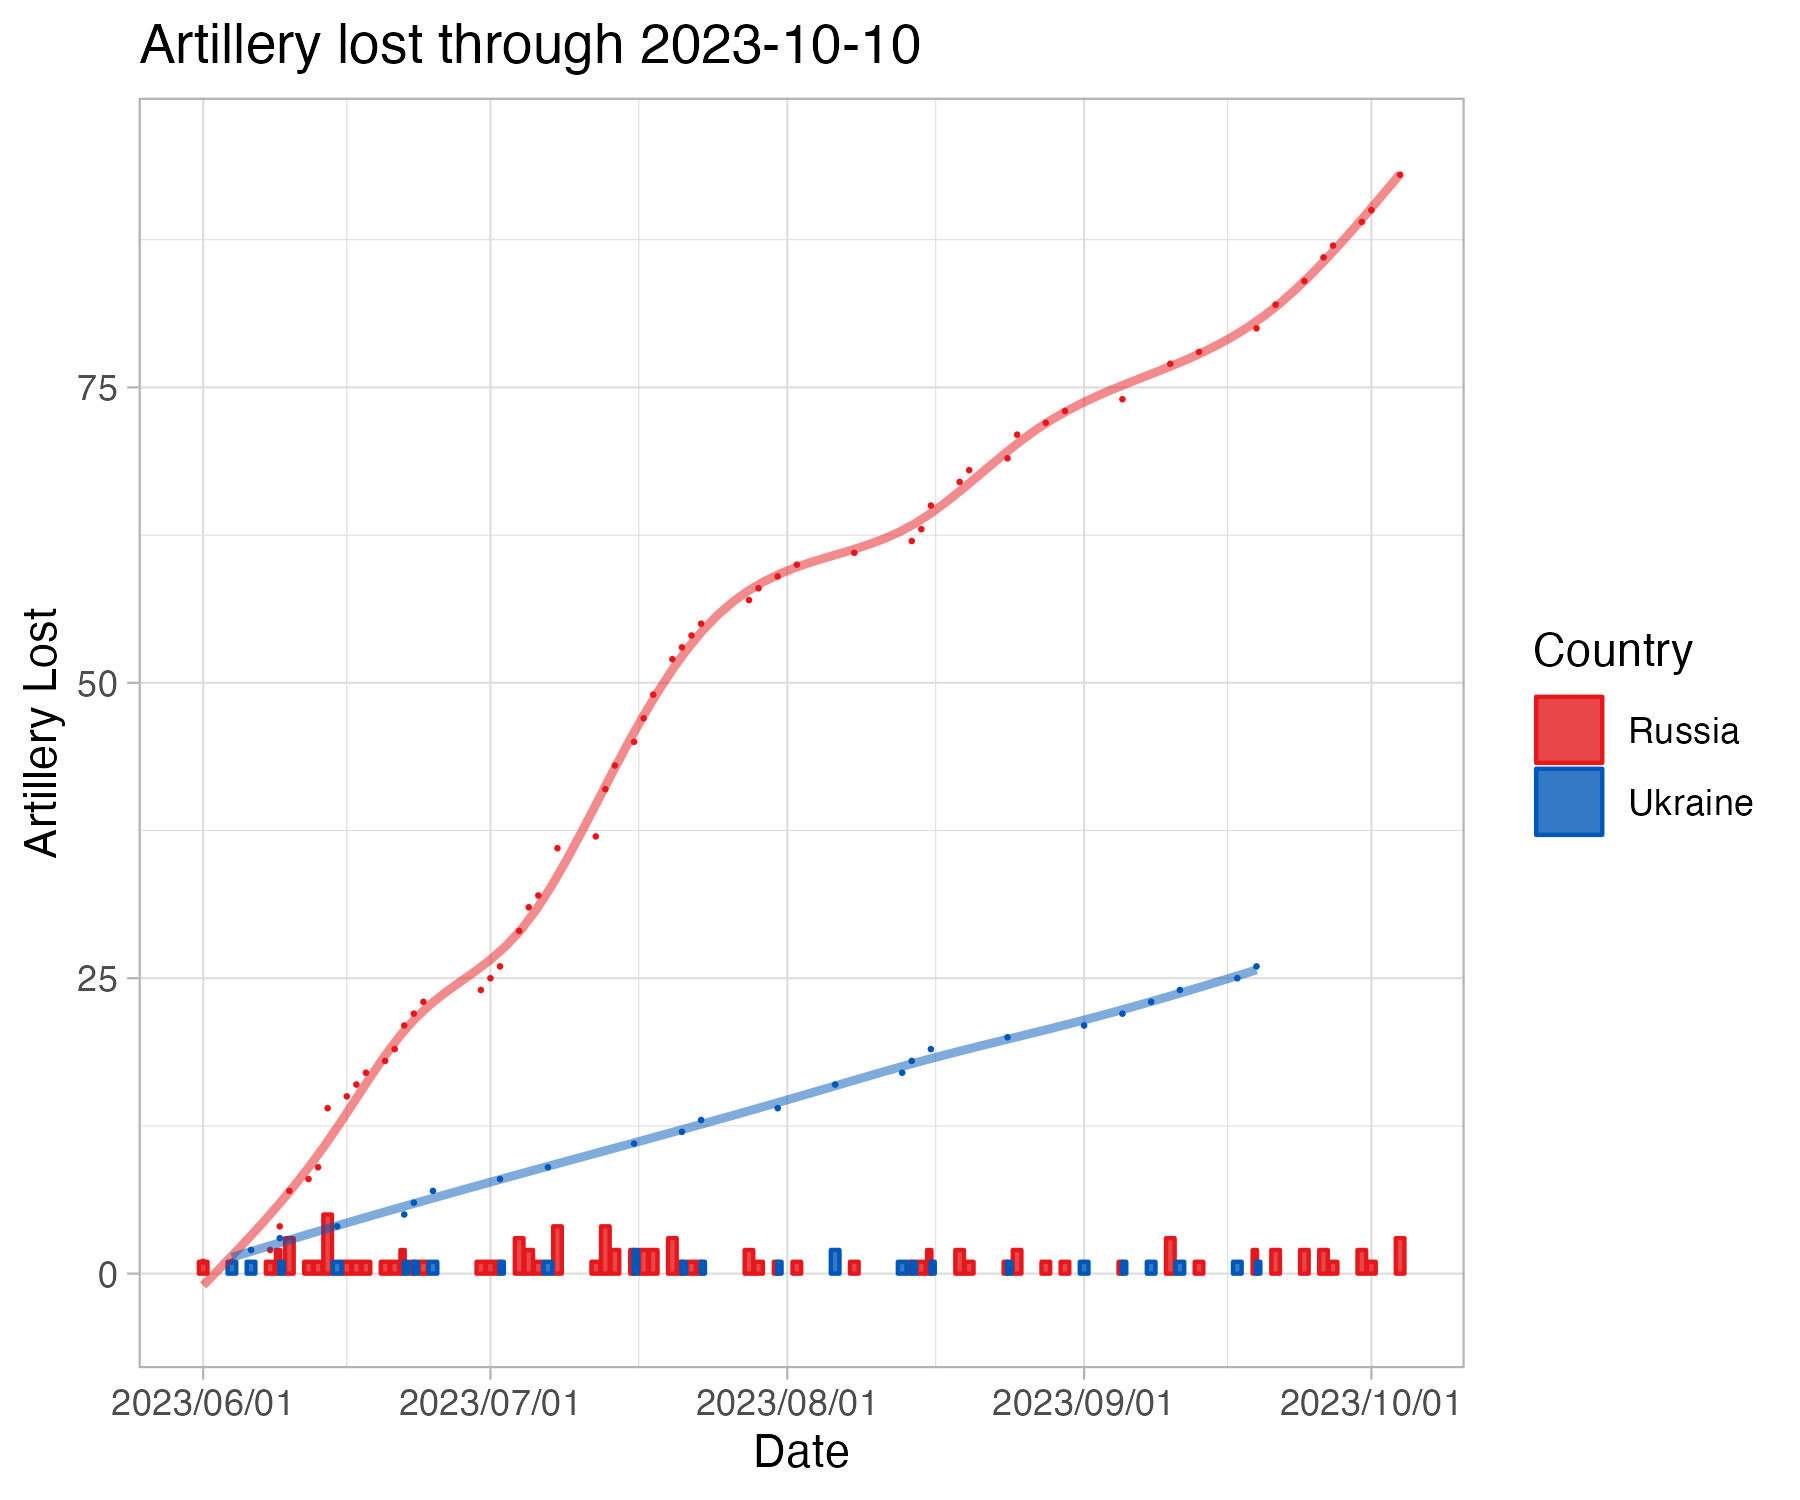 Artillery lost through 2023-10-10
Artillery Lost
75
50
25
0
2023/06/01
2023/07/01
2023/08/01
2023/09/01
2023/10/01
Date
Country
Russia
Ukraine